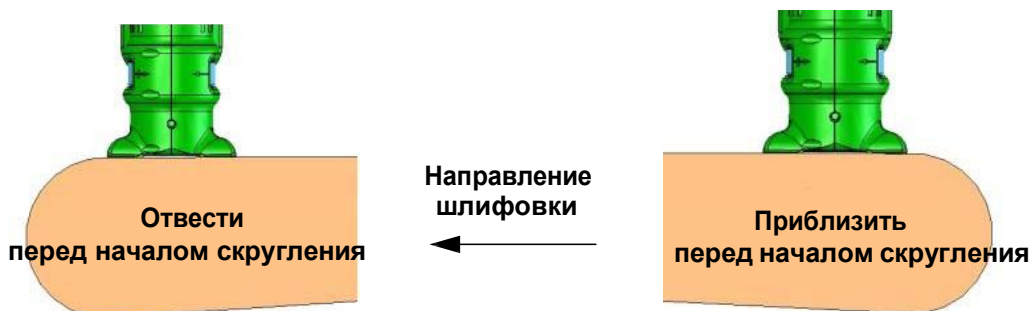 Отвести
перед началом скругления
Направление
шлифовки
Приблизить
перед началом скругления